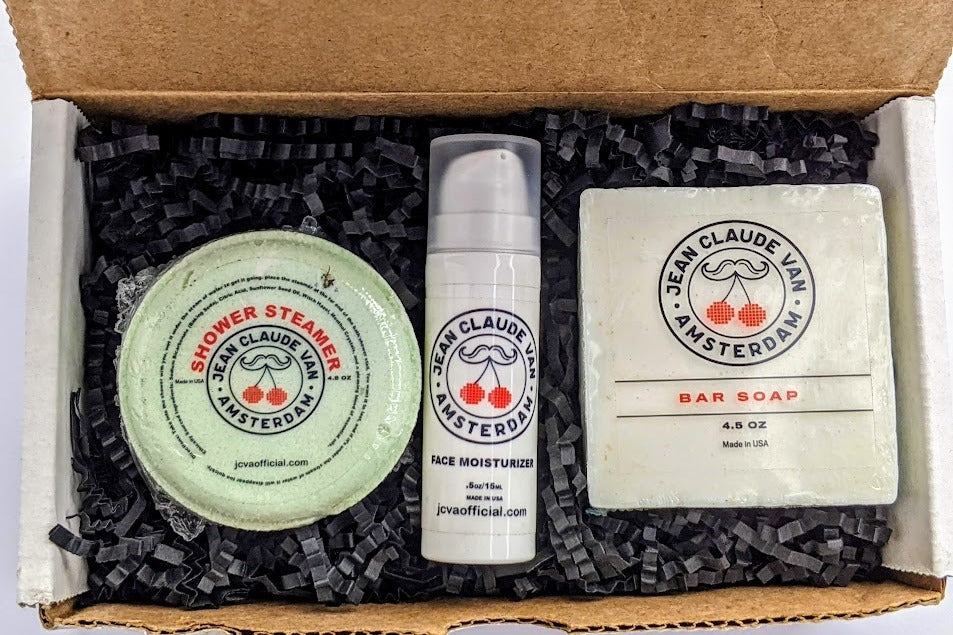 SHOWER STEAMER
JEAN CLAUDE VAN
AMSTERDAM
Made in USA
4.5 OZ
jcvaofficial.com
JEAN CLAUDE VAN
AMSTERDAM
FACE MOISTURIZER
.5oz/15ML
MADE IN USA
jcvaofficial.com
JEAN CLAUDE VAN
AMSTERDAM
BAR SOAP
4.5 OZ
Made In USA